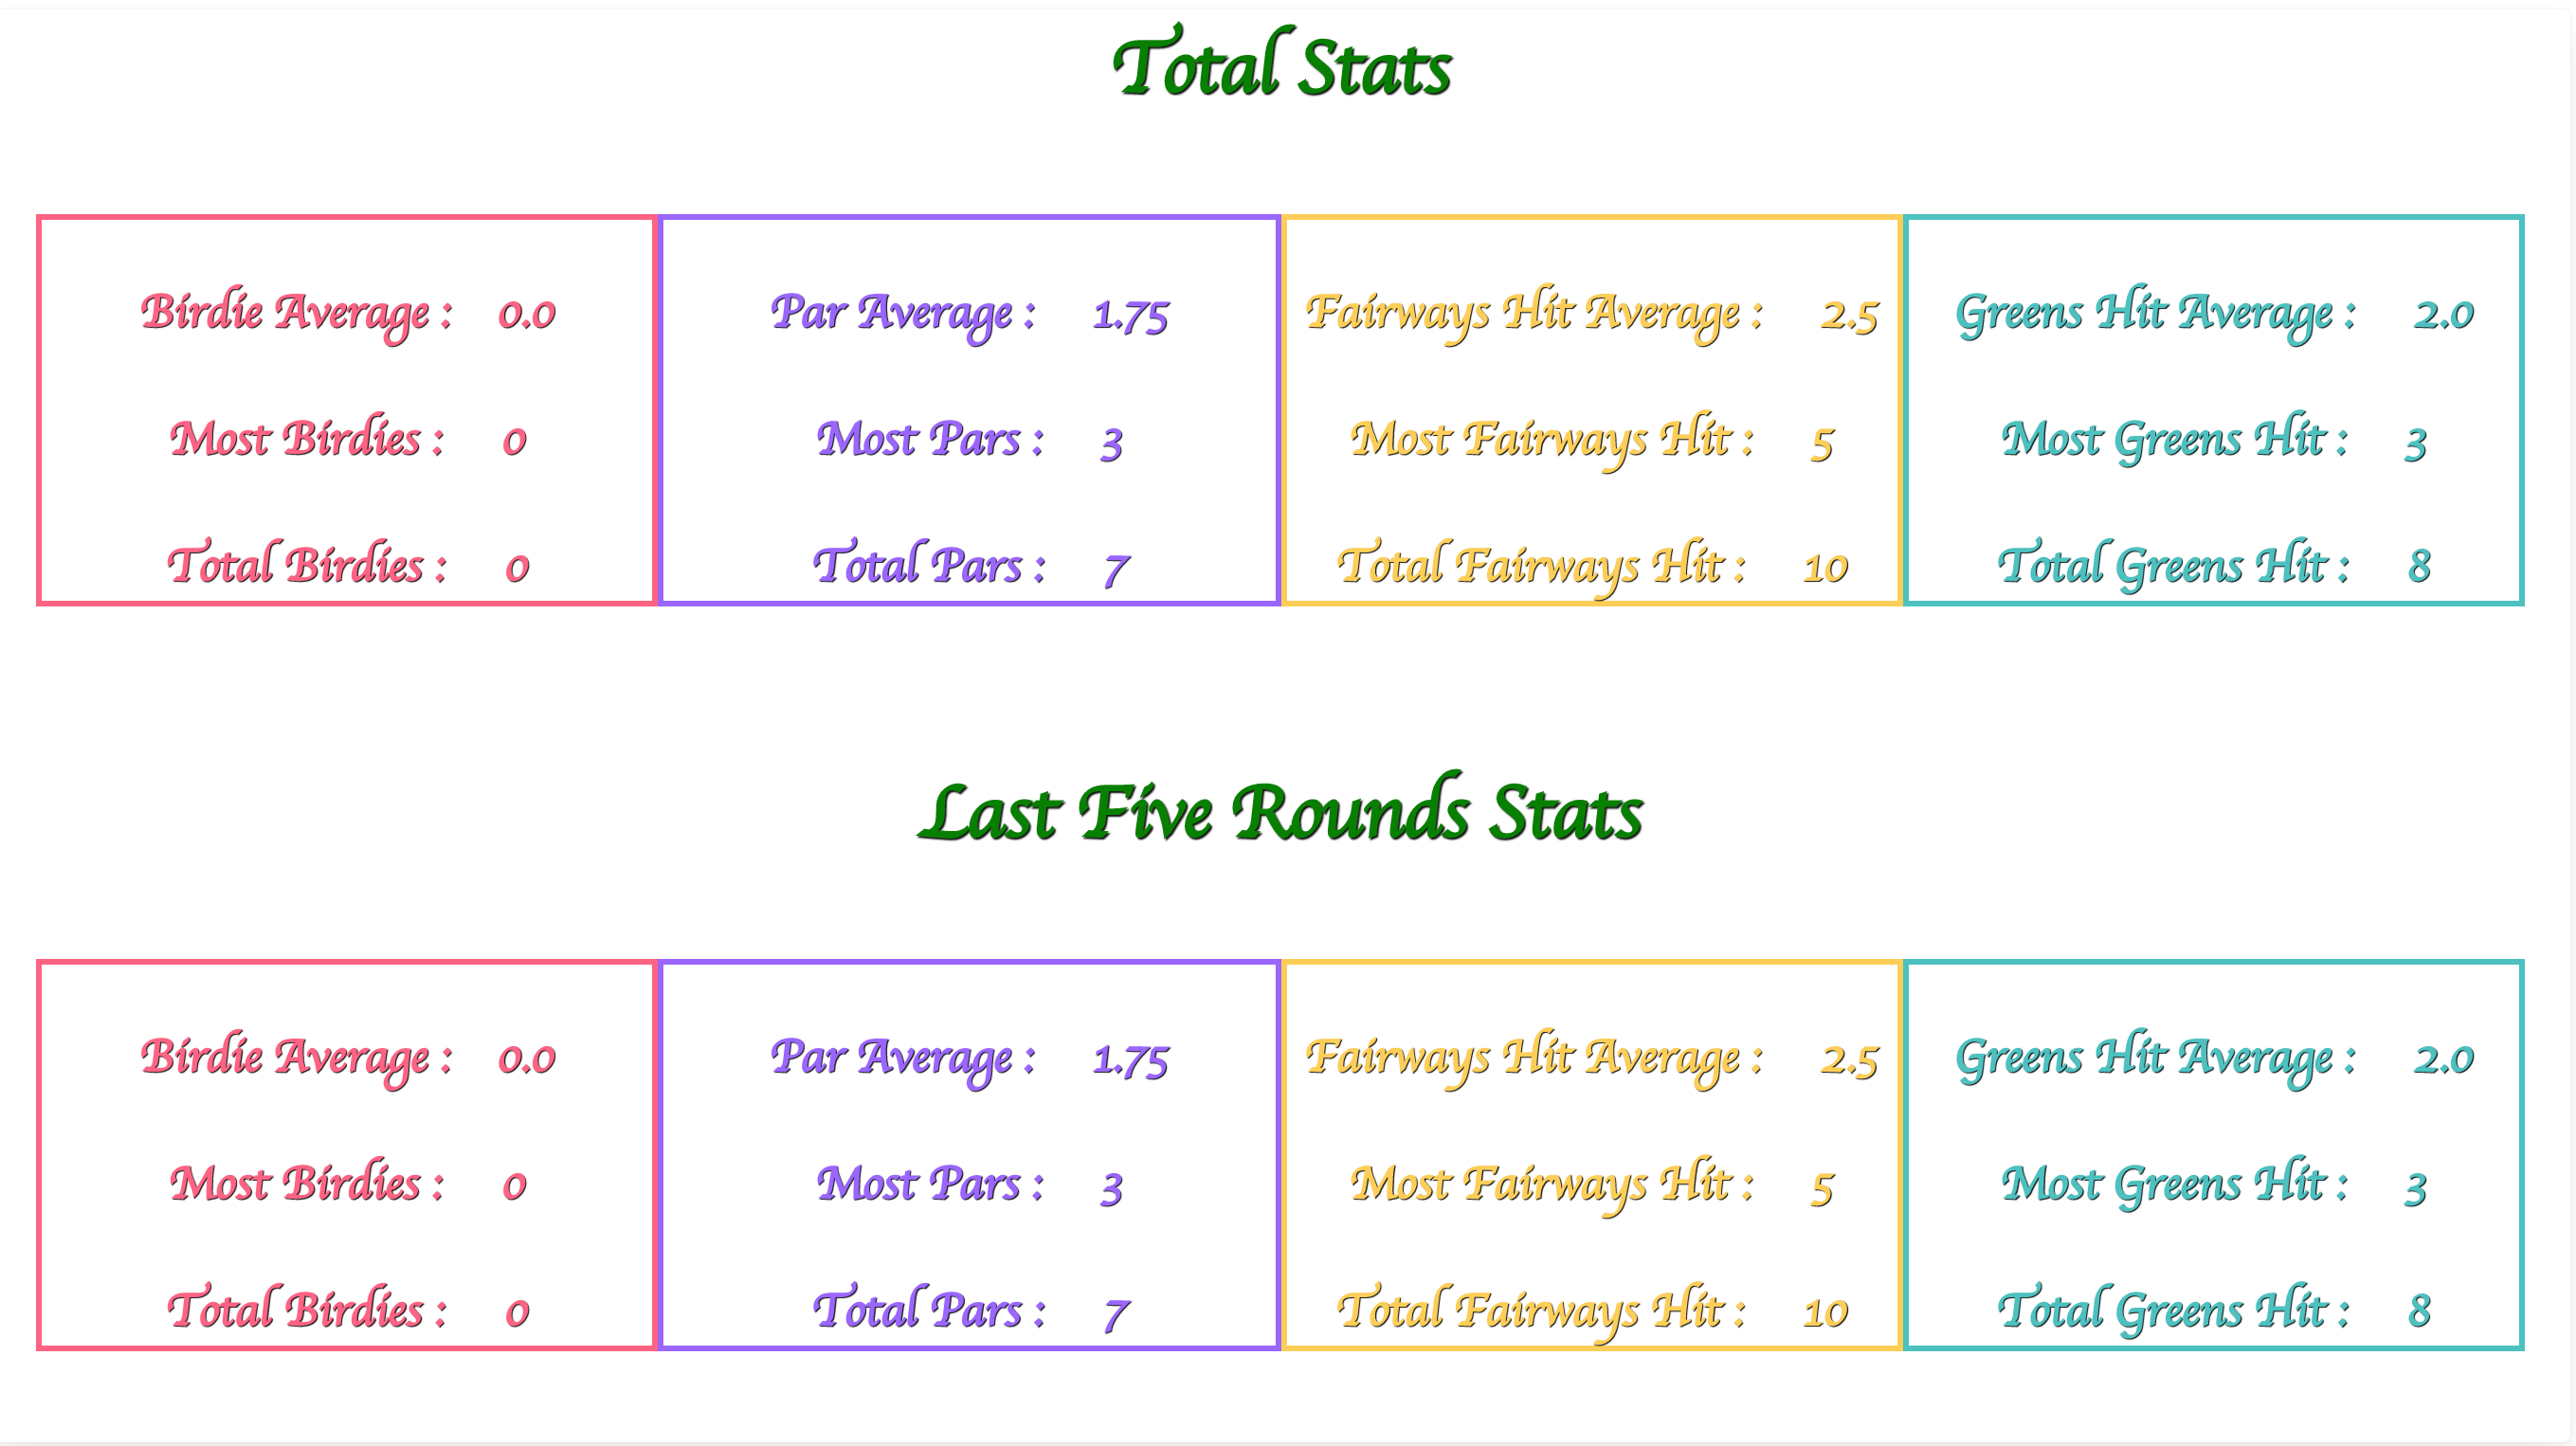 Total Stats
Birdie Average : 0.0
Most Birdies : 0
Total Birdies : 0
Par Average : 1.75
Most Pars : 3
Total Pars : 7
Fairways Hit Average : 2.5
Most Fairways Hit : 5
Total Fairways Hit : 10
Greens Hit Average : 2.0
Most Greens Hit : 3
Total Greens Hit : 8
Last Five Rounds Stats
Birdie Average : 0.0
Most Birdies : 0
Total Birdies : 0
Par Average : 1.75
Most Pars : 3
Total Pars : 7
Fairways Hit Average : 2.5
Most Fairways Hit : 5
Total Fairways Hit : 10
Greens Hit Average : 2.0
Most Greens Hit : 3
Total Greens Hit : 8